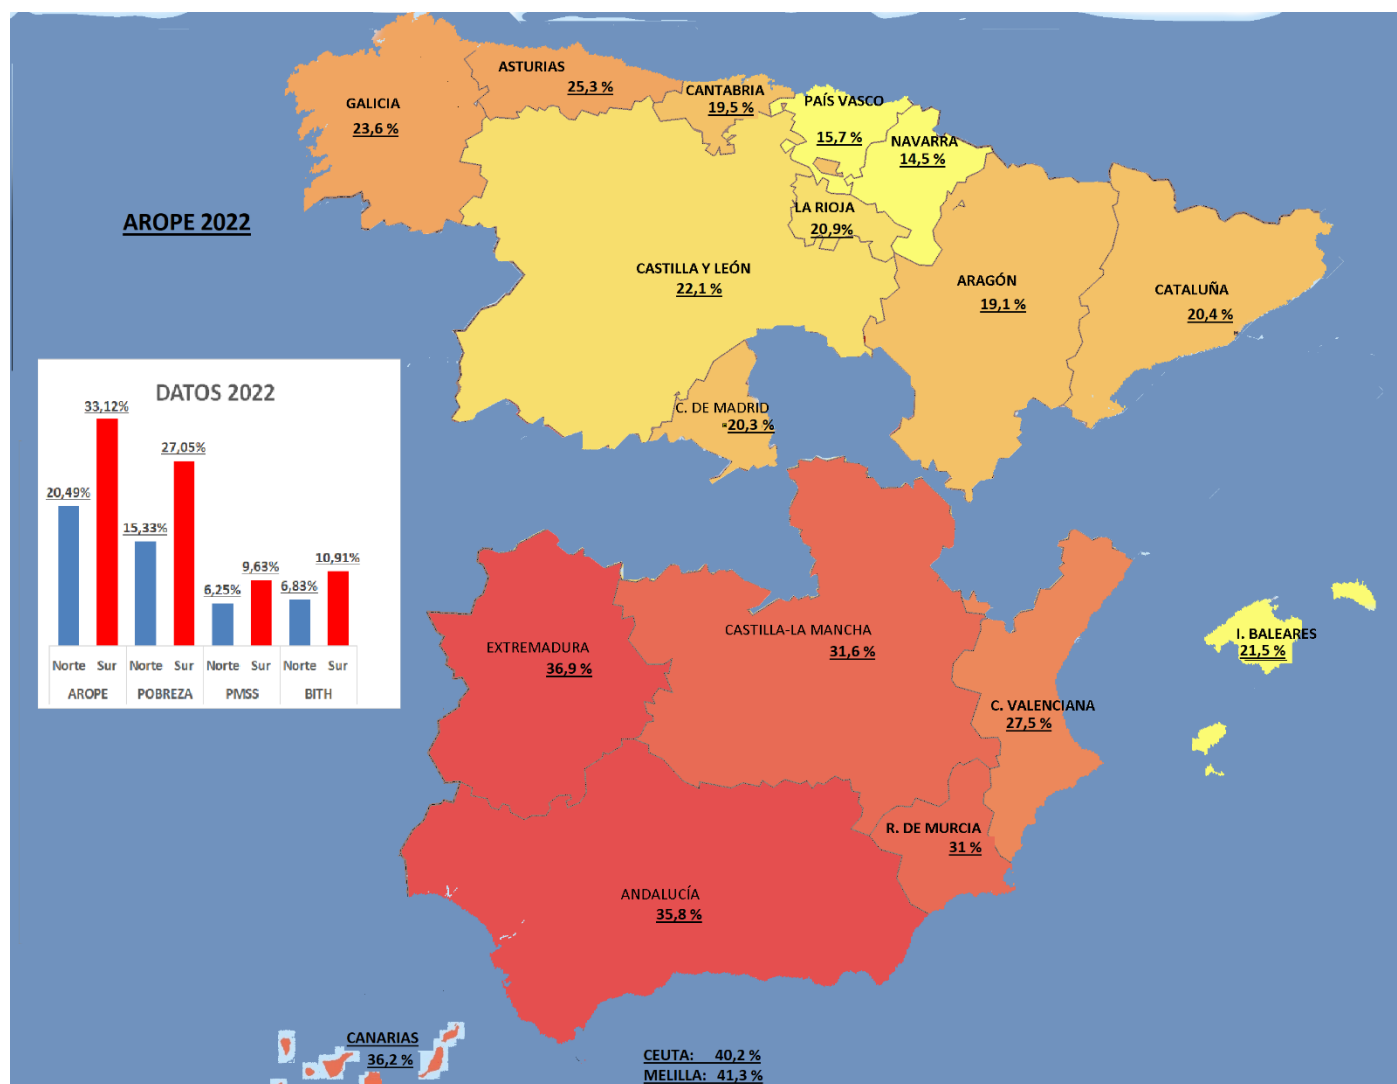 ASTURIAS
25,3 %
CANTABRIA
19,5 %
PAÍS VASCO
15,7 %
GALICIA
23,6 %
NAVARRA
14,5 %
AROPE 2022
LA RIOJA
20,9%
CASTILLA Y LEÓN
22,1 %
ARAGÓN
19,1 %
CATALUÑA
20,4 %
C. DE MADRID
20,3 %
DATOS 2022
33,12%
27,05%
20,49%
15,33%
9,63%
10,91%
6,25%
6,83%
Norte Sur Norte Sur Norte Sur Norte Sur
AROPE POBREZA PMSS BITH
EXTREMADURA
36,9 %
CASTILLA-LA MANCHA
31,6 %
I. BALEARES
21,5 %
C. VALENCIANA
27,5 %
R. DE MURCIA
31 %
ANDALUCÍA
35,8 %
CANARIAS
36,2 %
CEUTA: 40,2 %
MELILLA: 41,3 %